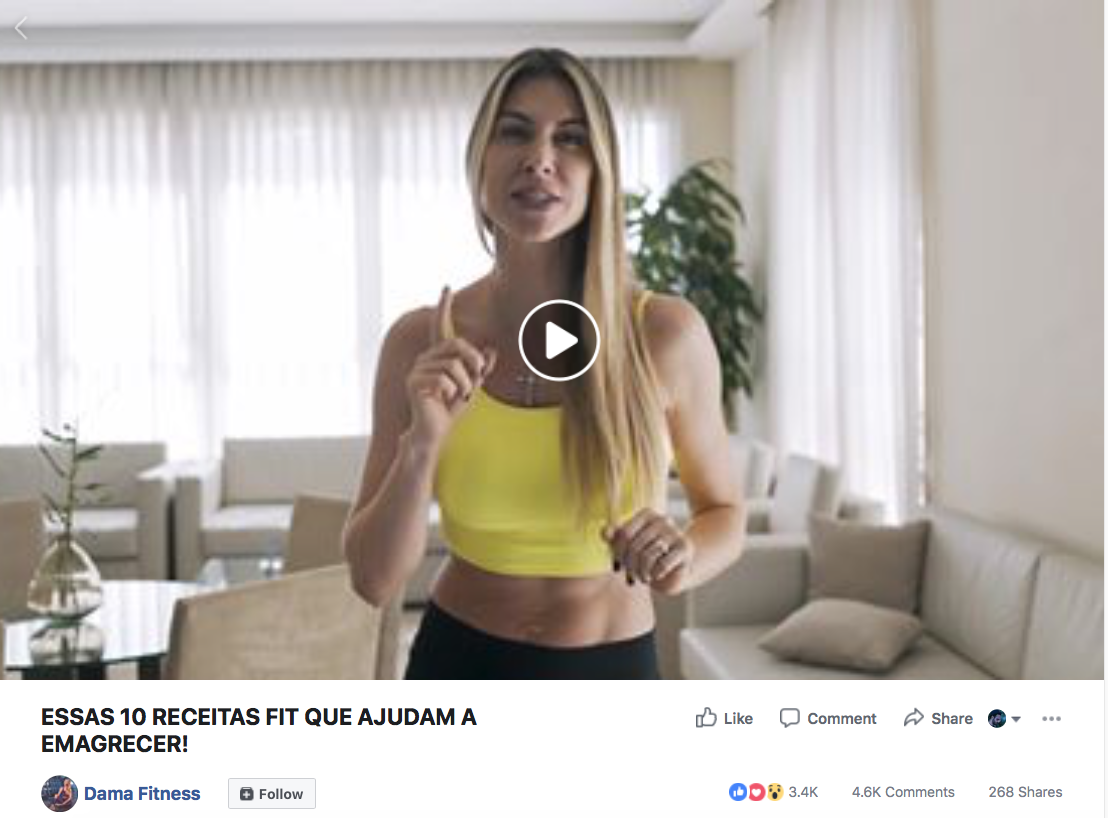 ESSAS 10 RECEITAS FIT QUE AJUDAM A
EMAGRECER!
Like Comment Share
Dama Fitness Follow
3.4K 4.6K Comments 268 Shares